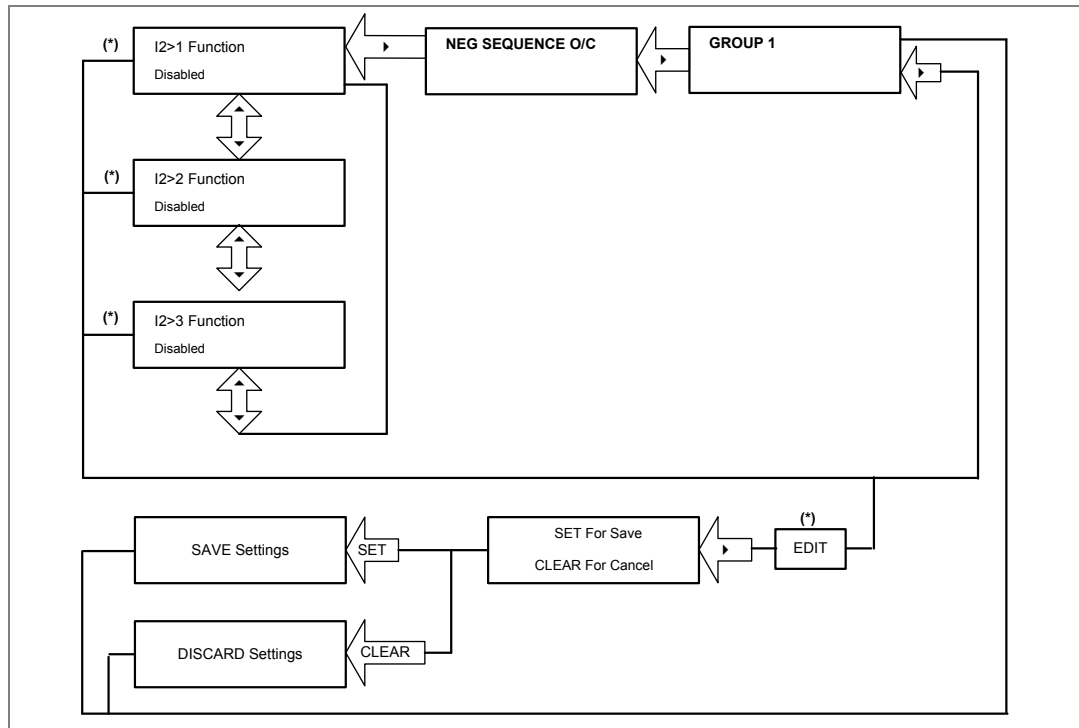 (*)
I2>1 Function
Disabled
NEG SEQUENCE O/C
GROUP 1
(*)
I2>2 Function
Disabled
(*)
I2>3 Function
Disabled
(*)
SAVE Settings
SET
SET For Save
CLEAR For Cancel
EDIT
DISCARD Settings
CLEAR